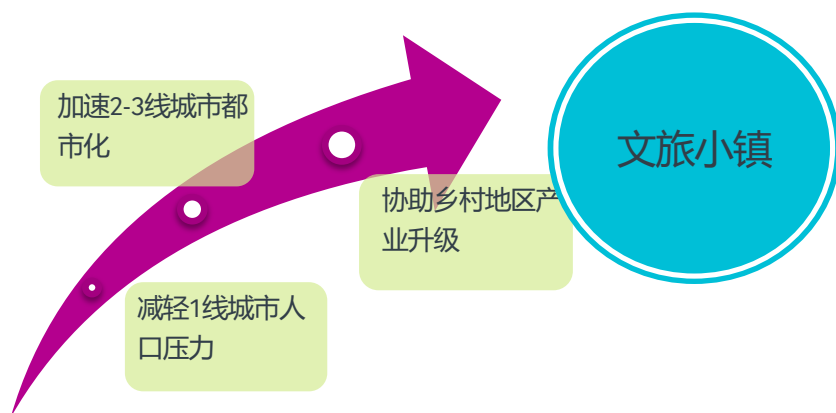 加速2-3线城市都
市化
文旅小镇
协助乡村地区产
业升级
减轻1线城市人
口压力